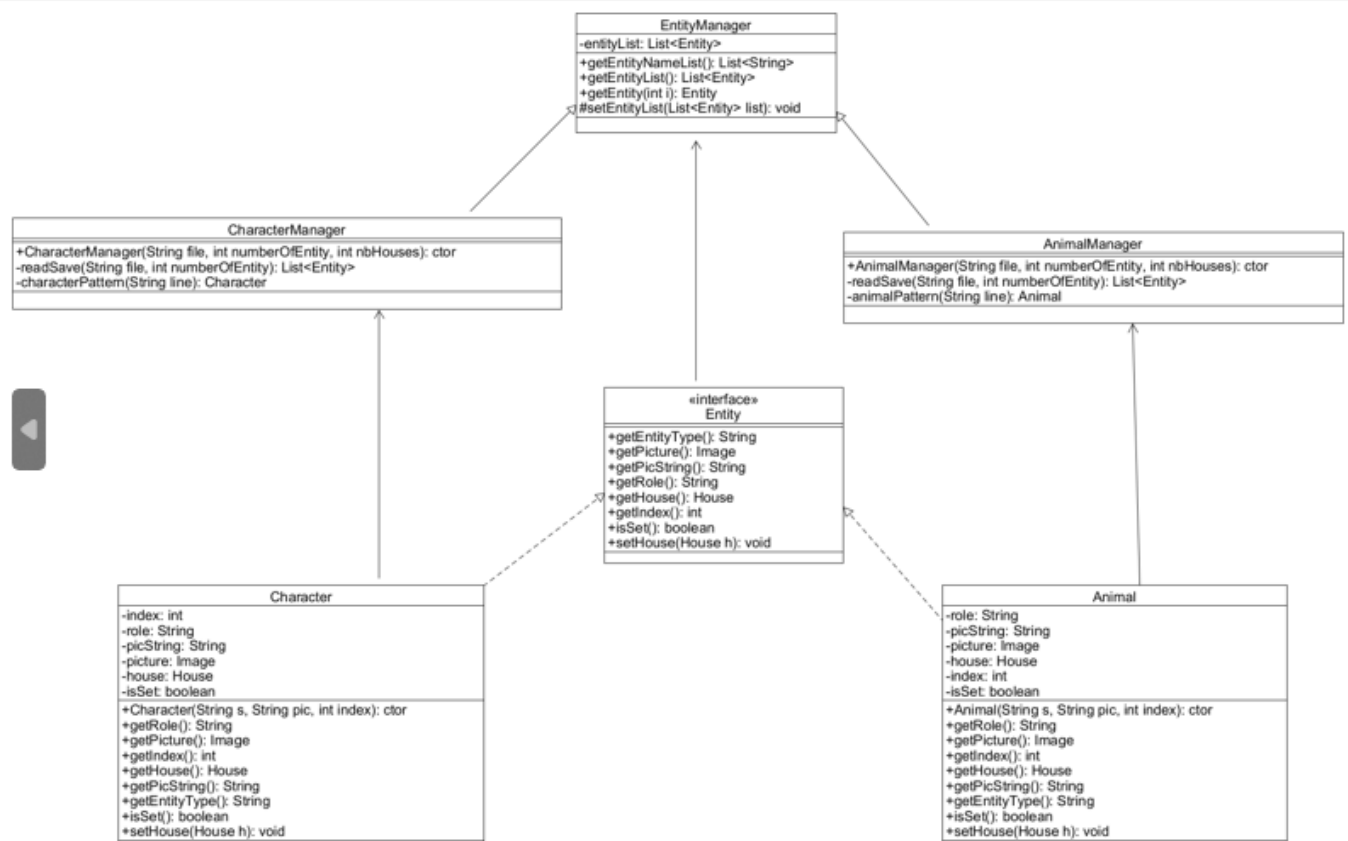 EntityManager
-entityList: List<Entity>
+getEntityNameList(): List<String>
+getEntityList(): List<Entity>
+getEntity(int i): Entity
#setEntityList(List<Entity> list): void
CharacterManager
+CharacterManager(String file, int numberOfEntity, int nbHouses): ctor
-readSave(String file, int numberOfEntity): List<Entity>
-characterPattern(String line): Character
AnimalManager
+AnimalManager(String file, int numberOfEntity, int nbHouses): ctor
-readSave(String file, int numberOfEntity): List<Entity>
-animalPattern(String line): Animal
«interface»
Entity
+getEntityType(): String
+getPicture(): Image
+getPicString(): String
+getRole(): String
+getHouse(): House
+getIndex(): int
+isSet(): boolean
+setHouse(House h): void
Character
-index: int
-role: String
-picString: String
-picture: Image
-house: House
-isSet: boolean
+Character(String s, String pic, int index): ctor
+getRole(): String
+getPicture(): Image
+getIndex(): int
+getHouse(): House
+getPicString(): String
+getEntityType(): String
+isSet(): boolean
+setHouse(House h): void
Animal
-role: String
-picString: String
-picture: Image
-house: House
-index: int
-isSet: boolean
+Animal(String s, String pic, int index): ctor
+getRole(): String
+getPicture(): Image
+getIndex(): int
+getHouse(): House
+getPicString(): String
+getEntityType(): String
+isSet(): boolean
+setHouse(House h): void